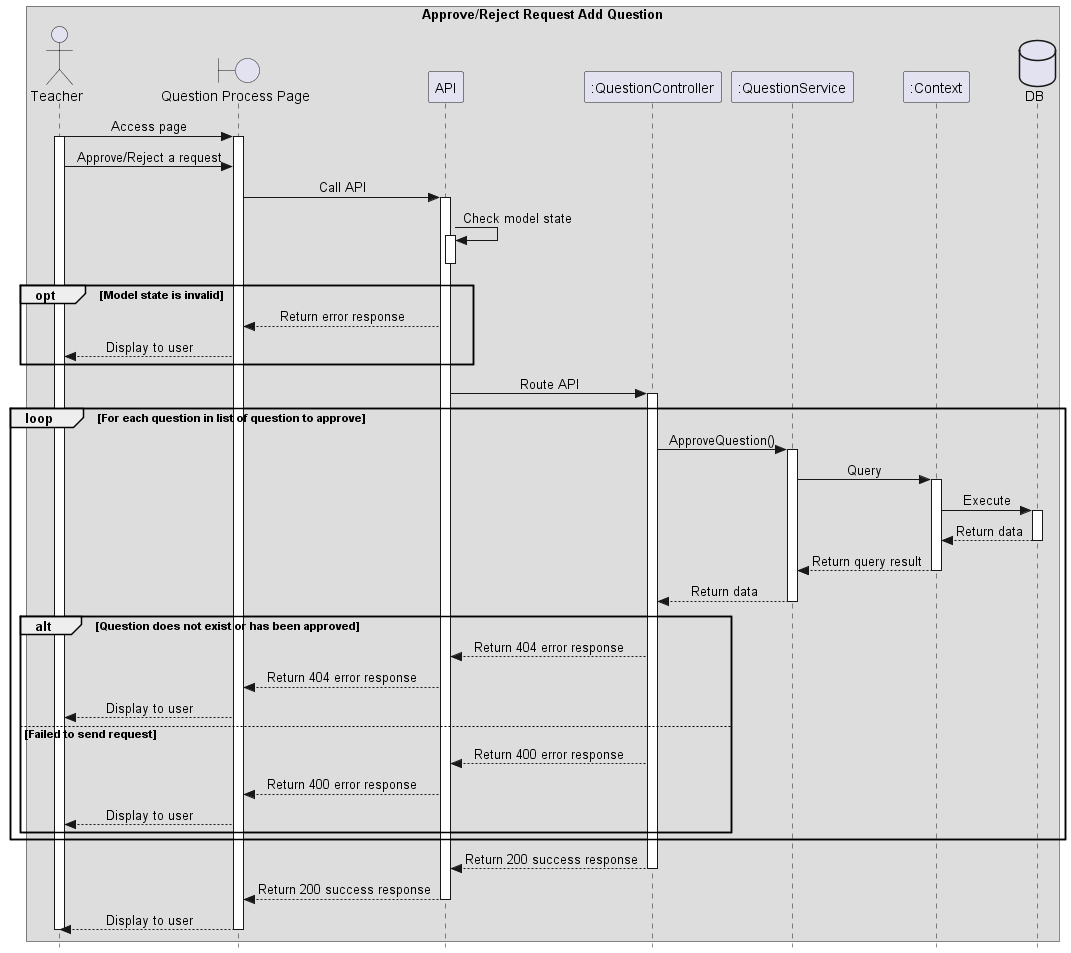 Approve/Reject Request Add Question
Teacher
Question Process Page
API
:QuestionController
:QuestionService
:Context
DB
Access page
Approve/Reject a request
Call API
Check model state
opt
[Model state is invalid]
Return error response
Display to user
Route API
loop
[For each question in list of question to approve]
ApproveQuestion()
Query
Execute
Return data
Return query result
Return data
alt
[Question does not exist or has been approved]
Return 404 error response
Return 404 error response
Display to user
[Failed to send request]
Return 400 error response
Return 400 error response
Display to user
Return 200 success response
Return 200 success response
Display to user